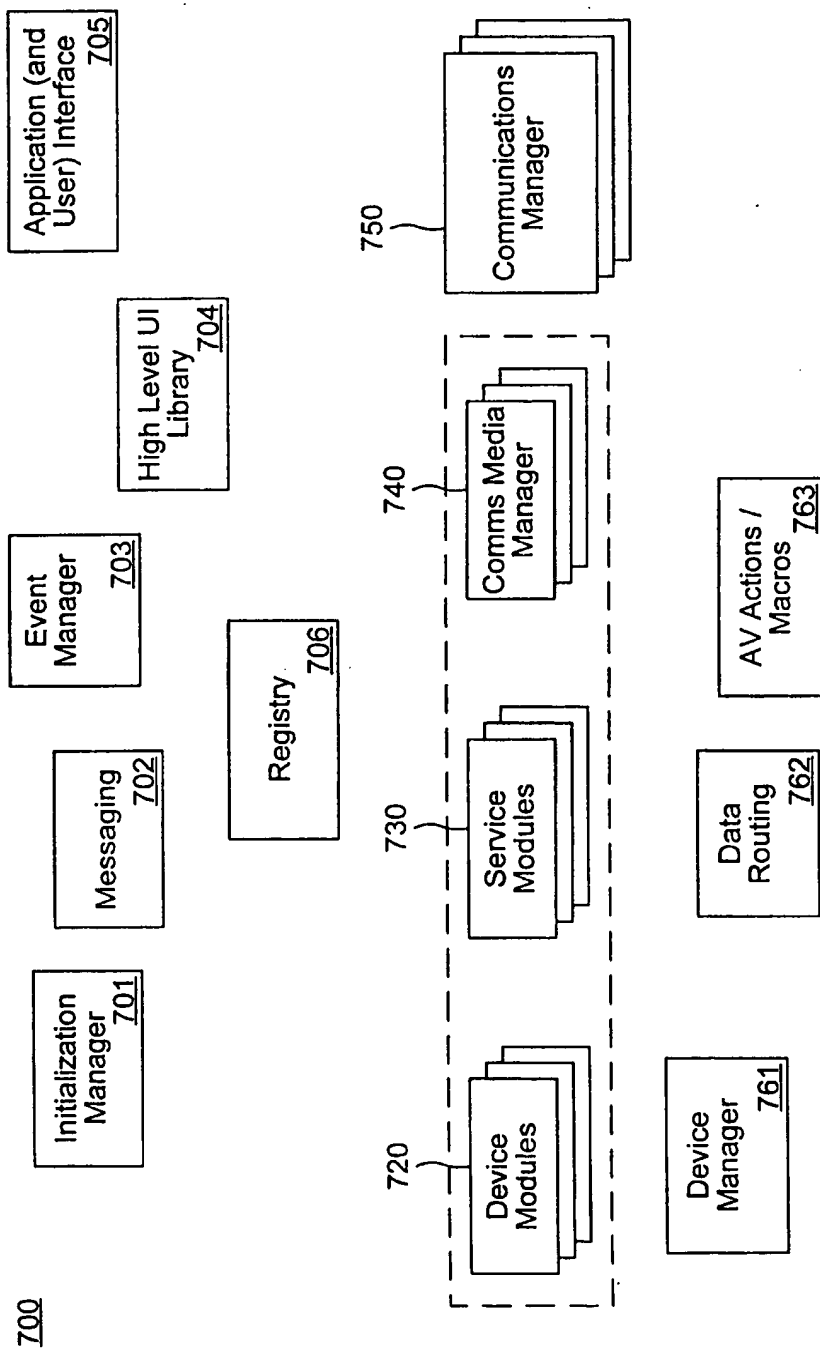 700
Initialization
Manager
701
Messaging
702
Event
Manager
703
High Level UI
Library
704
Application (and
User) Interface
705
Registry
706
720
Device
Modules
730
Service
Modules
740
Comms Media
Manager
750
Communications
Manager
Device
Manager
761
Data
Routing
762
AV Actions /
Macros
763